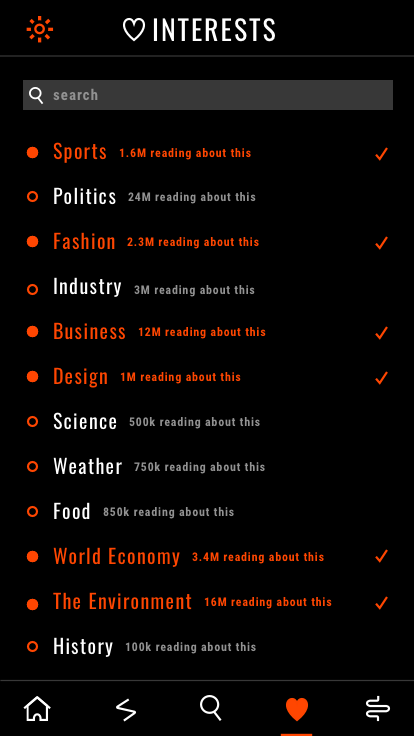 INTERESTS
search
Sports 1.6M reading about this
Politics 24M reading about this
Fashion 2.3M reading about this
Industry 3M reading about this
Business 12M reading about this
Design 1M reading about this
Science 500k reading about this
Weather 750k reading about this
Food 850k reading about this
World Economy 3.4M reading about this
The Environment 16M reading about this
History 100k reading about this